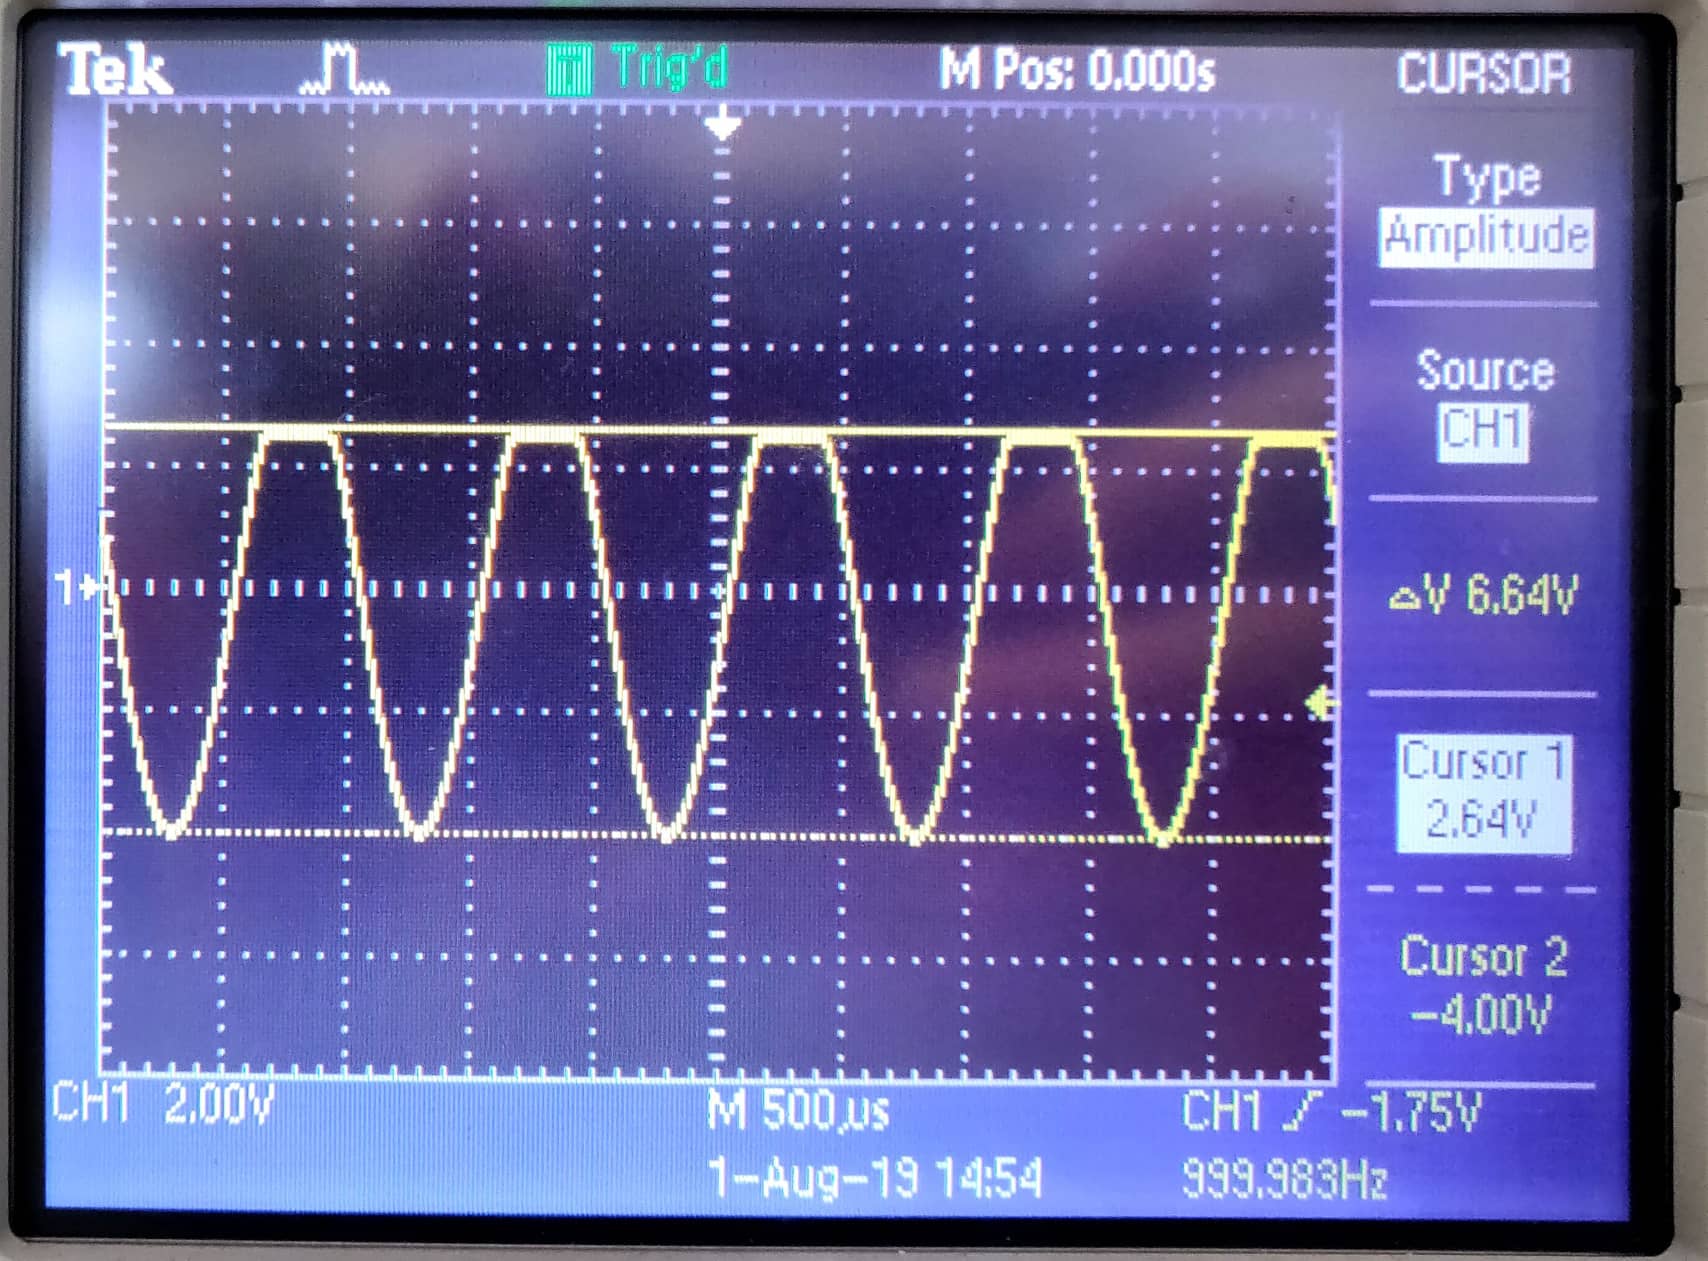 Tek Trig'd M Pos: 0.000s CURSOR
Type
Amplitude
Source
CH1
1
△V 6.64V
Cursor 1
2.64V
Cursor 2
-4.00V
CH1 2.00V M 500µs CH1 -1.75V
1-Aug-19 14:54 999.983Hz